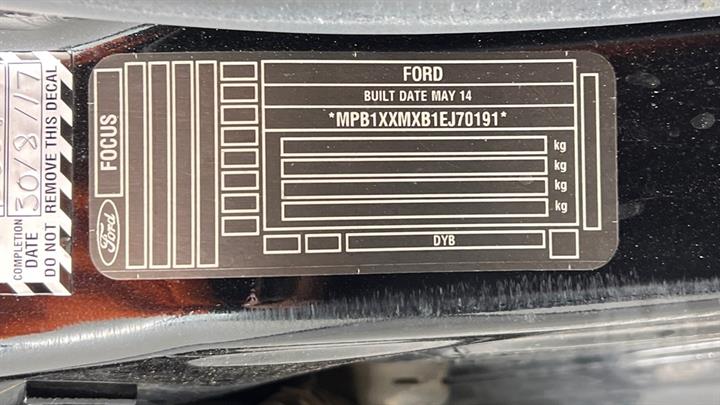 FORD
BUILT DATE MAY 14
*MPB1XXMXB1EJ70191*
kg
kg
kg
kg
DYB
FOCUS
Ford
COMPLETION
DATE 30/8/17
DO NOT REMOVE THIS DECAL